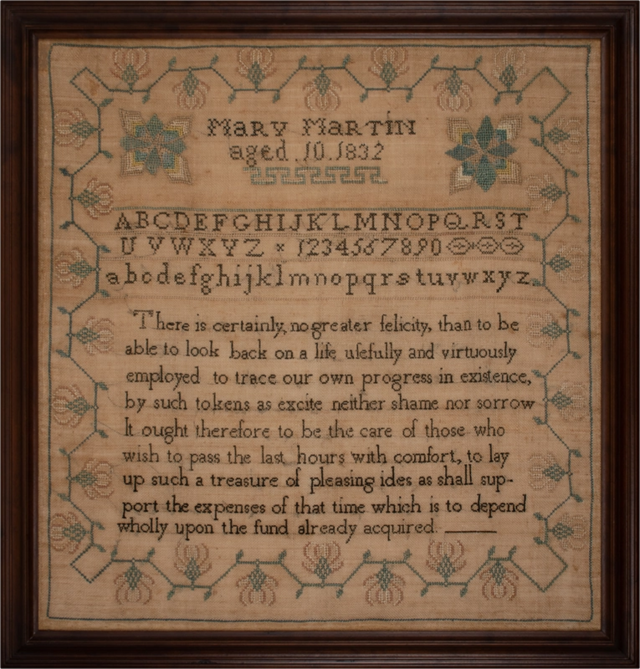 Mary Martin
aged 10 1832
ABCDEFGHIJKLMNOPQRST
UVWXYZ * 1234567890
abcdefghijklmnopqrstuvwxyz
There is certainly, no greater felicity, than to be
able to look back on a life usefully and virtuously
employed to trace our own progress in existence,
by such tokens as excite neither shame nor sorrow
It ought therefore to be the care of those who
wish to pass the last hours with comfort, to lay
up such a treasure of pleasing ides as shall sup-
port the expenses of that time which is to depend
wholly upon the fund already acquired. ——